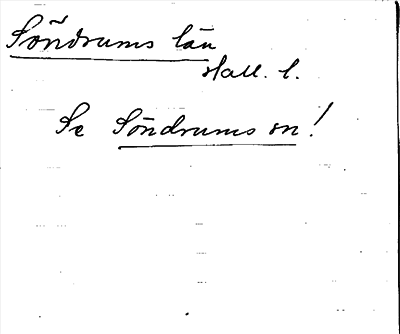 Söndrums län
Hall. l.
Se Söndrums sn!